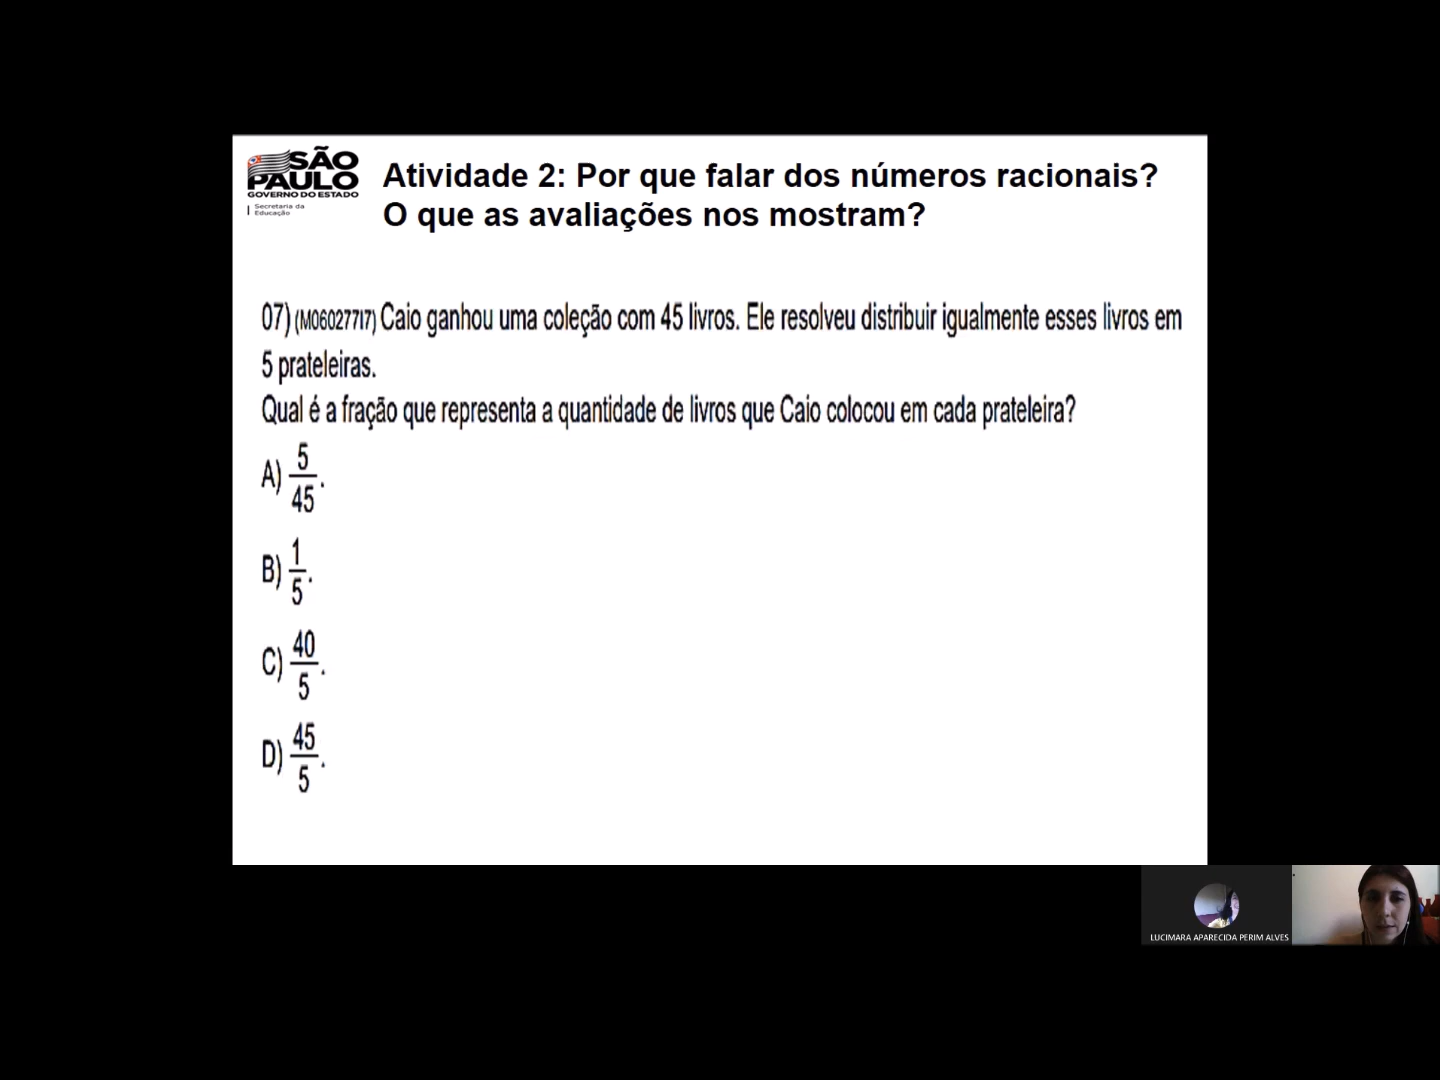 SÃO
PAULO
GOVERNO DO ESTADO
Secretaria da
Educação
Atividade 2: Por que falar dos números racionais?
O que as avaliações nos mostram?
07) (M06027717) Caio ganhou uma coleção com 45 livros. Ele resolveu distribuir igualmente esses livros em
5 prateleiras.
Qual é a fração que representa a quantidade de livros que Caio colocou em cada prateleira?
A) 5/45.
B) 1/5.
C) 40/5.
D) 45/5.
LUCIMARA APARECIDA PERIM ALVES